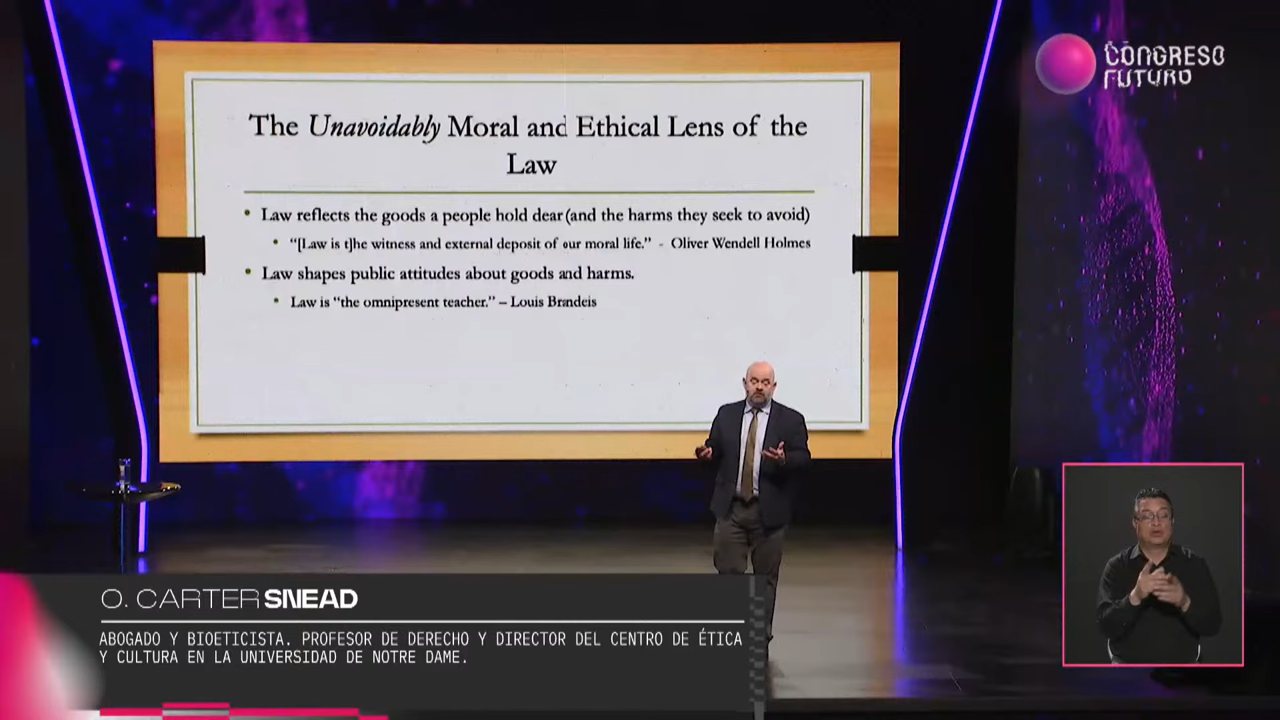 CONGRESO
FUTURO
The Unavoidably Moral and Ethical Lens of the
Law
• Law reflects the goods a people hold dear (and the harms they seek to avoid)
• “[Law is t]he witness and external deposit of our moral life.” - Oliver Wendell Holmes
• Law shapes public attitudes about goods and harms.
• Law is “the omnipresent teacher.” – Louis Brandeis
O. CARTER SNEAD
ABOGADO Y BIOETICISTA. PROFESOR DE DERECHO Y DIRECTOR DEL CENTRO DE ÉTICA
Y CULTURA EN LA UNIVERSIDAD DE NOTRE DAME.